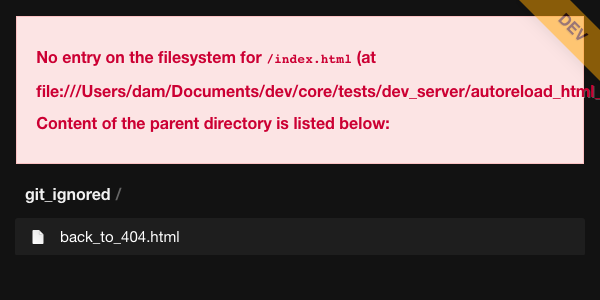 DEV
No entry on the filesystem for /index.html (at
file:///Users/dam/Documents/dev/core/tests/dev_server/autoreload_html_
Content of the parent directory is listed below:
git_ignored /
back_to_404.html